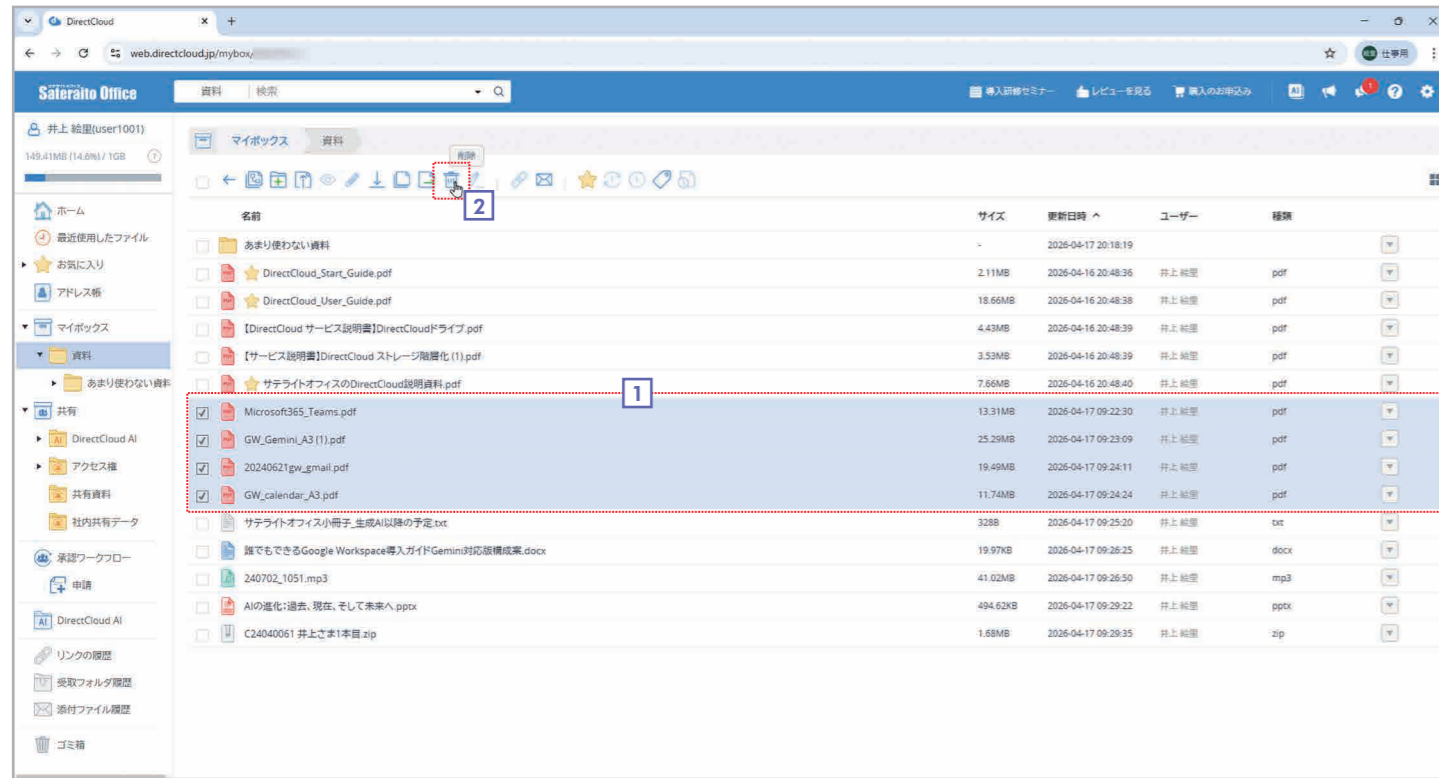 DirectCloud
web.directcloud.jp/mybox/
仕事用
Sateraito Office
資料 検索
導入研修セミナー レビューを見る 購入のお申込み AI 1
井上 絵里(user1001)
149.41MB (14.6%) / 1GB
マイボックス 資料
削除
2
ホーム
最近使用したファイル
お気に入り
アドレス帳
マイボックス
資料
あまり使わない資料
共有
DirectCloud AI
アクセス権
共有資料
社内共有データ
承認ワークフロー
申請
DirectCloud AI
リンクの履歴
受取フォルダ履歴
添付ファイル履歴
ゴミ箱
名前 サイズ 更新日時 ユーザー 種類
あまり使わない資料 - 2026-04-17 20:18:19
DirectCloud_Start_Guide.pdf 2.11MB 2026-04-16 20:48:36 井上 絵里 pdf
DirectCloud_User_Guide.pdf 18.66MB 2026-04-16 20:48:38 井上 絵里 pdf
【DirectCloud サービス説明書】DirectCloudドライブ.pdf 4.43MB 2026-04-16 20:48:39 井上 絵里 pdf
【サービス説明書】DirectCloud ストレージ階層化 (1).pdf 3.53MB 2026-04-16 20:48:39 井上 絵里 pdf
サテライトオフィスのDirectCloud説明資料.pdf 7.66MB 2026-04-16 20:48:40 井上 絵里 pdf
1
Microsoft365_Teams.pdf 13.31MB 2026-04-17 09:22:30 井上 絵里 pdf
GW_Gemini_A3 (1).pdf 25.29MB 2026-04-17 09:23:09 井上 絵里 pdf
20240621gw_gmail.pdf 19.49MB 2026-04-17 09:24:11 井上 絵里 pdf
GW_calendar_A3.pdf 11.74MB 2026-04-17 09:24:24 井上 絵里 pdf
サテライトオフィス小冊子_生成AI以降の予定.txt 328B 2026-04-17 09:25:20 井上 絵里 txt
誰でもできるGoogle Workspace導入ガイドGemini対応版構成案.docx 19.97KB 2026-04-17 09:26:25 井上 絵里 docx
240702_1051.mp3 41.02MB 2026-04-17 09:26:50 井上 絵里 mp3
AIの進化：過去、現在、そして未来へ.pptx 494.62KB 2026-04-17 09:29:22 井上 絵里 pptx
C24040061 井上さま1本目.zip 1.68MB 2026-04-17 09:29:35 井上 絵里 zip